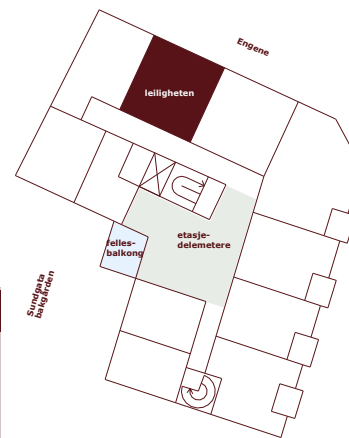 Engene
leiligheten
etasje-
delemetere
felles-
balkong
Sundgata
bakgården